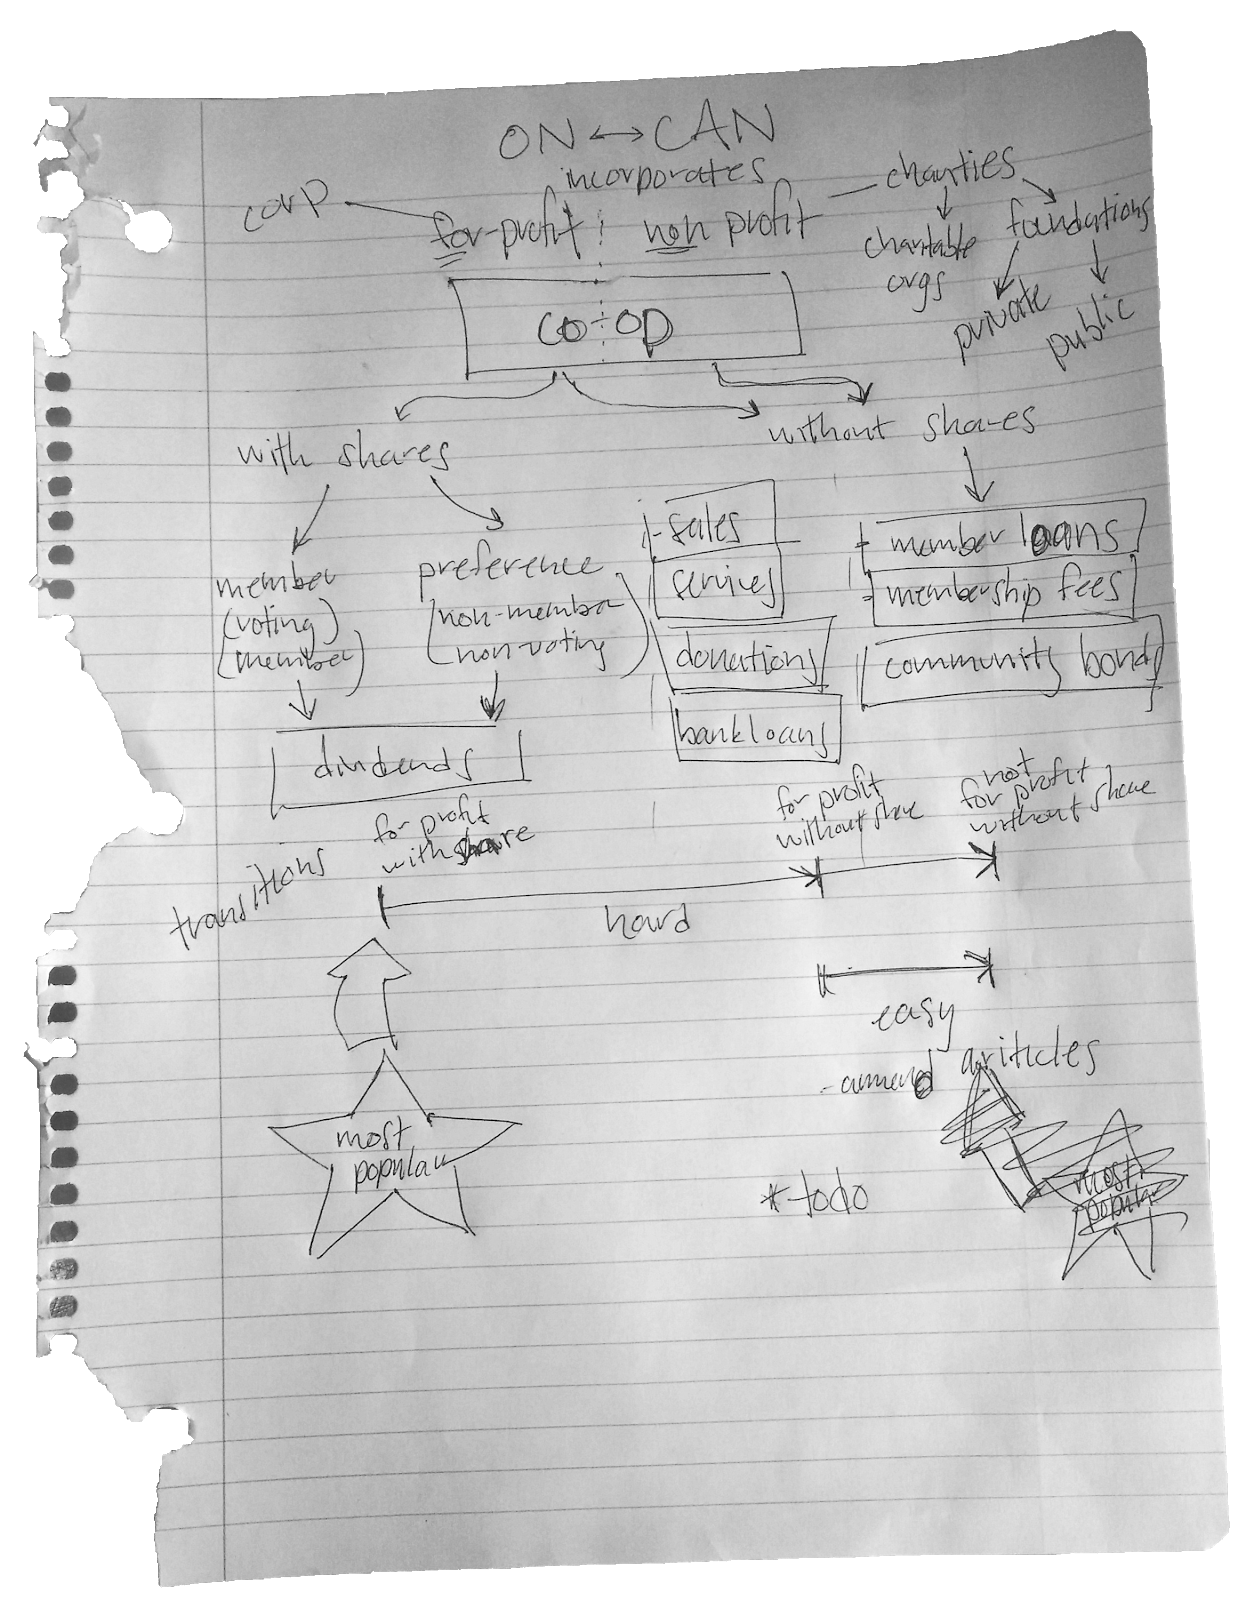 ON ↔ CAN
incorporates
corp
for-profit
non profit
charities
charitable
orgs
foundations
private
public
co-op
with shares
without shares
member
(voting)
(member)
preference
(non-member
non-voting)
dividends
- sales
services
donations
bank loans
- member loans
- membership fees
community bonds
transitions
for profit
with share
for profit
without share
not
for profit
without share
hard
easy
- amend ariticles
most
popular
* todo
most
popular